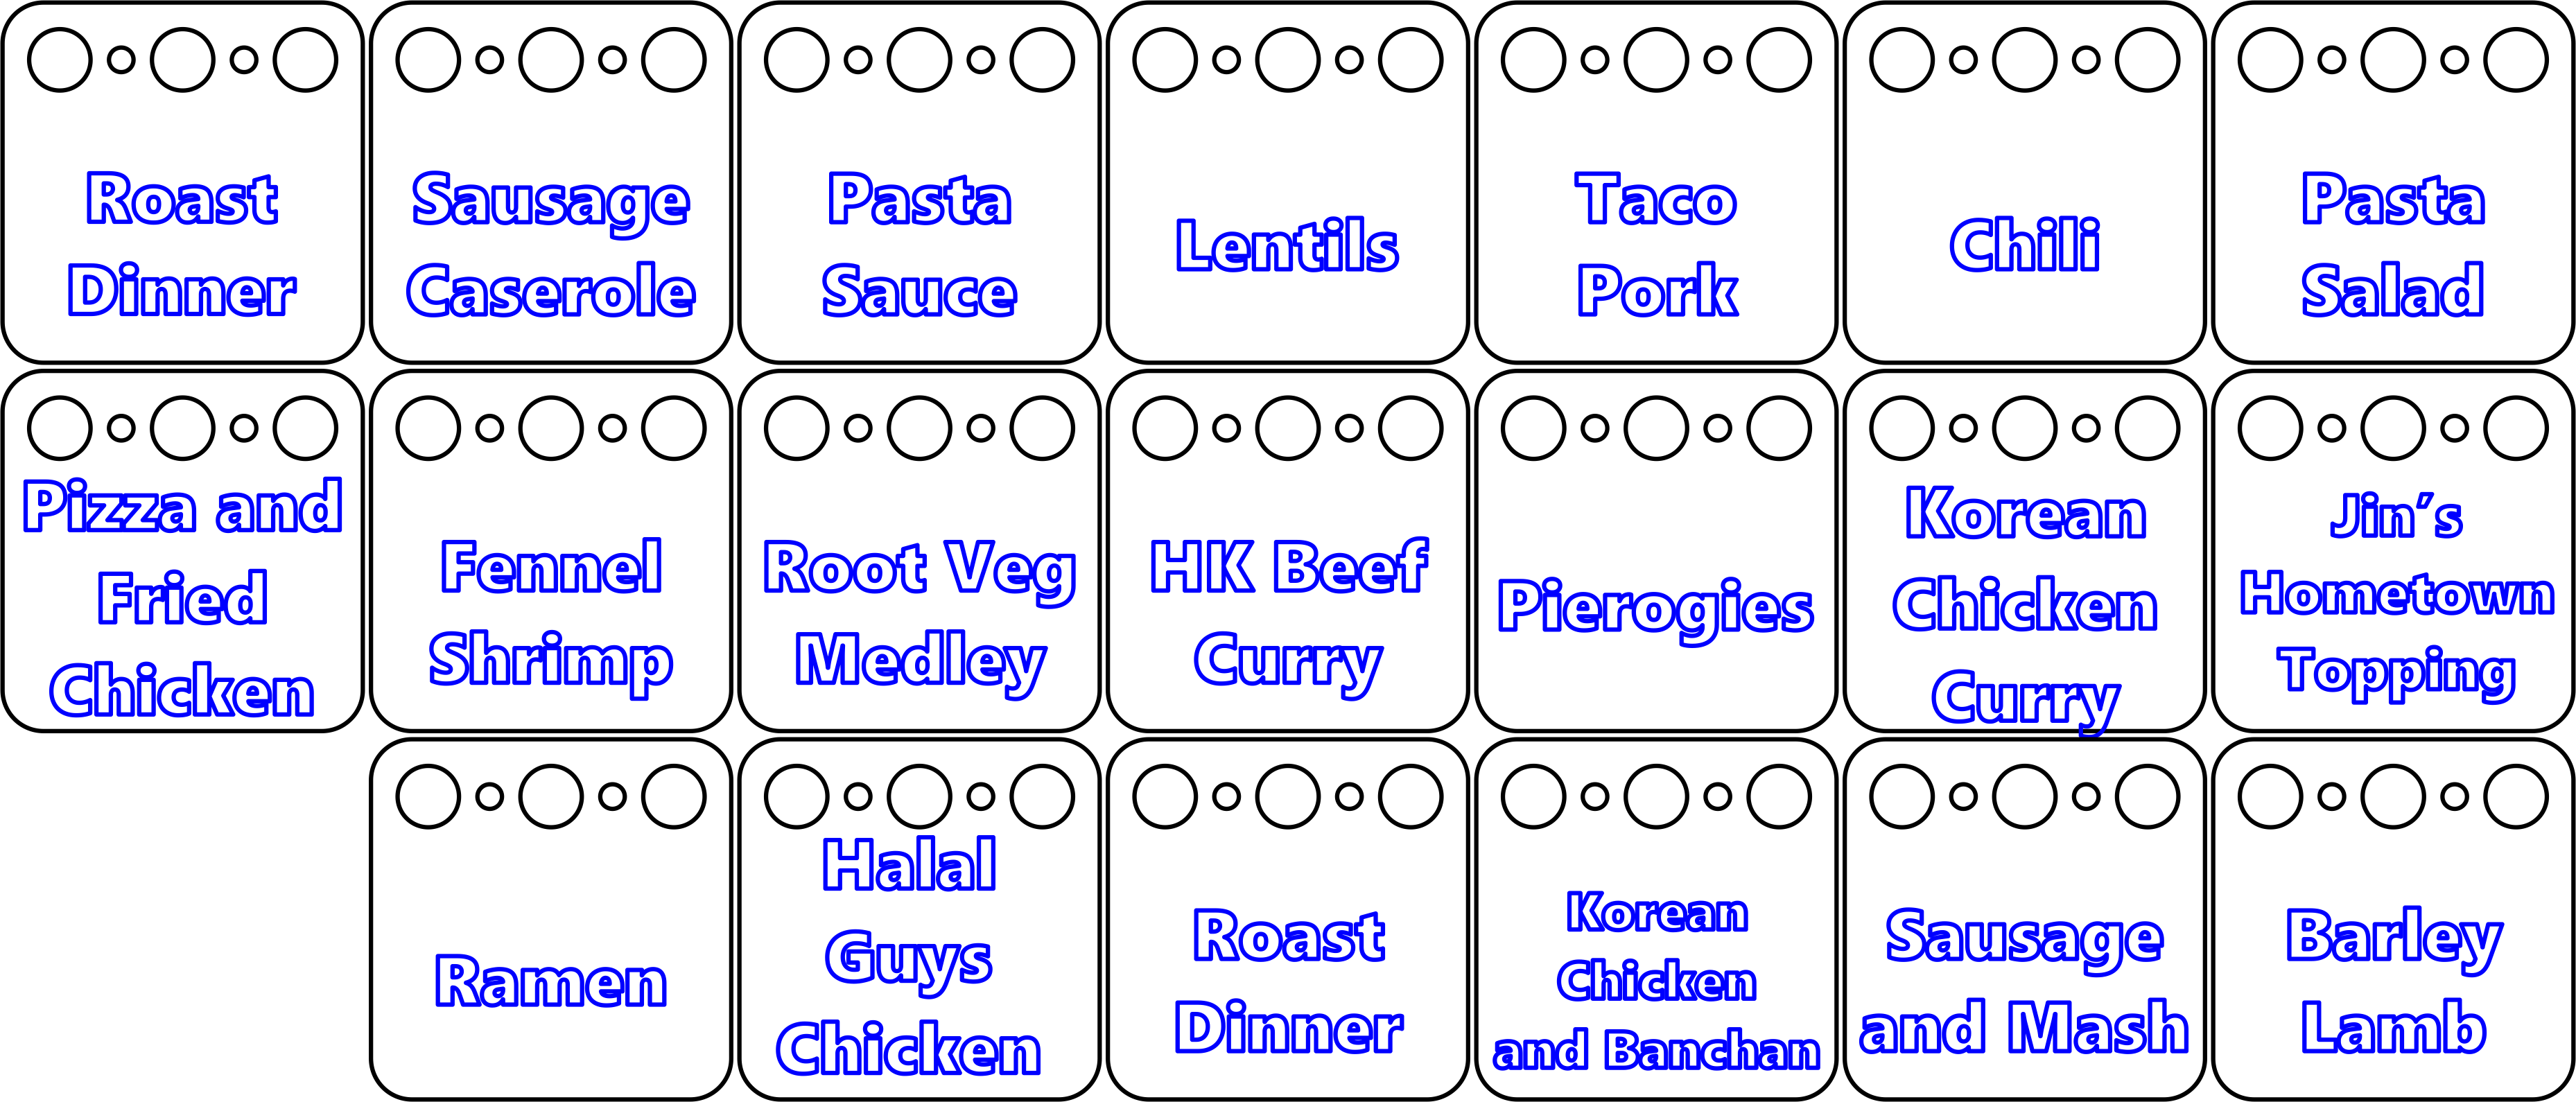 Roast
Dinner
Sausage
Caserole
Pasta
Sauce
Lentils
Taco
Pork
Chili
Pasta
Salad
Pizza and
Fried
Chicken
Fennel
Shrimp
Root Veg
Medley
HK Beef
Curry
Pierogies
Korean
Chicken
Curry
Jin’s
Hometown
Topping
Ramen
Halal
Guys
Chicken
Roast
Dinner
Korean
Chicken
and Banchan
Sausage
and Mash
Barley
Lamb